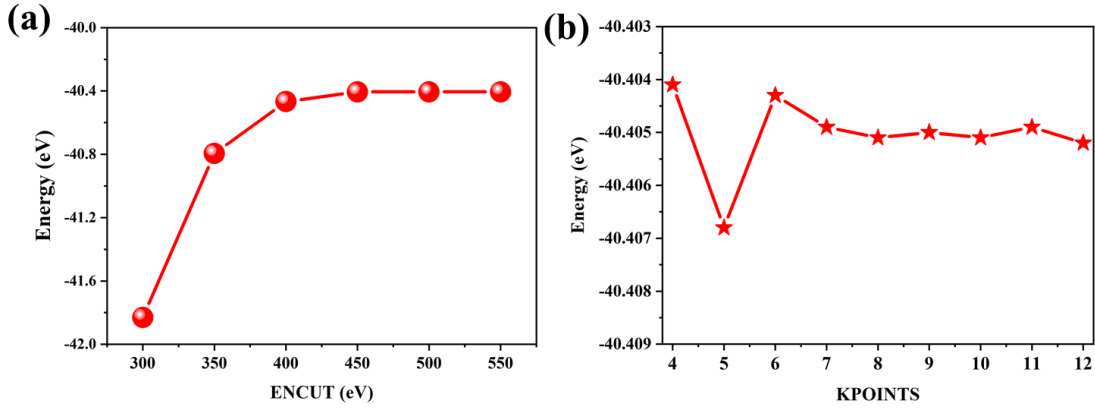 (a)
-40.0
-40.4
-40.8
-41.2
-41.6
-42.0
Energy (eV)
300 350 400 450 500 550
ENCUT (eV)
(b)
-40.403
-40.404
-40.405
-40.406
-40.407
-40.408
-40.409
Energy (eV)
4 5 6 7 8 9 10 11 12
KPOINTS